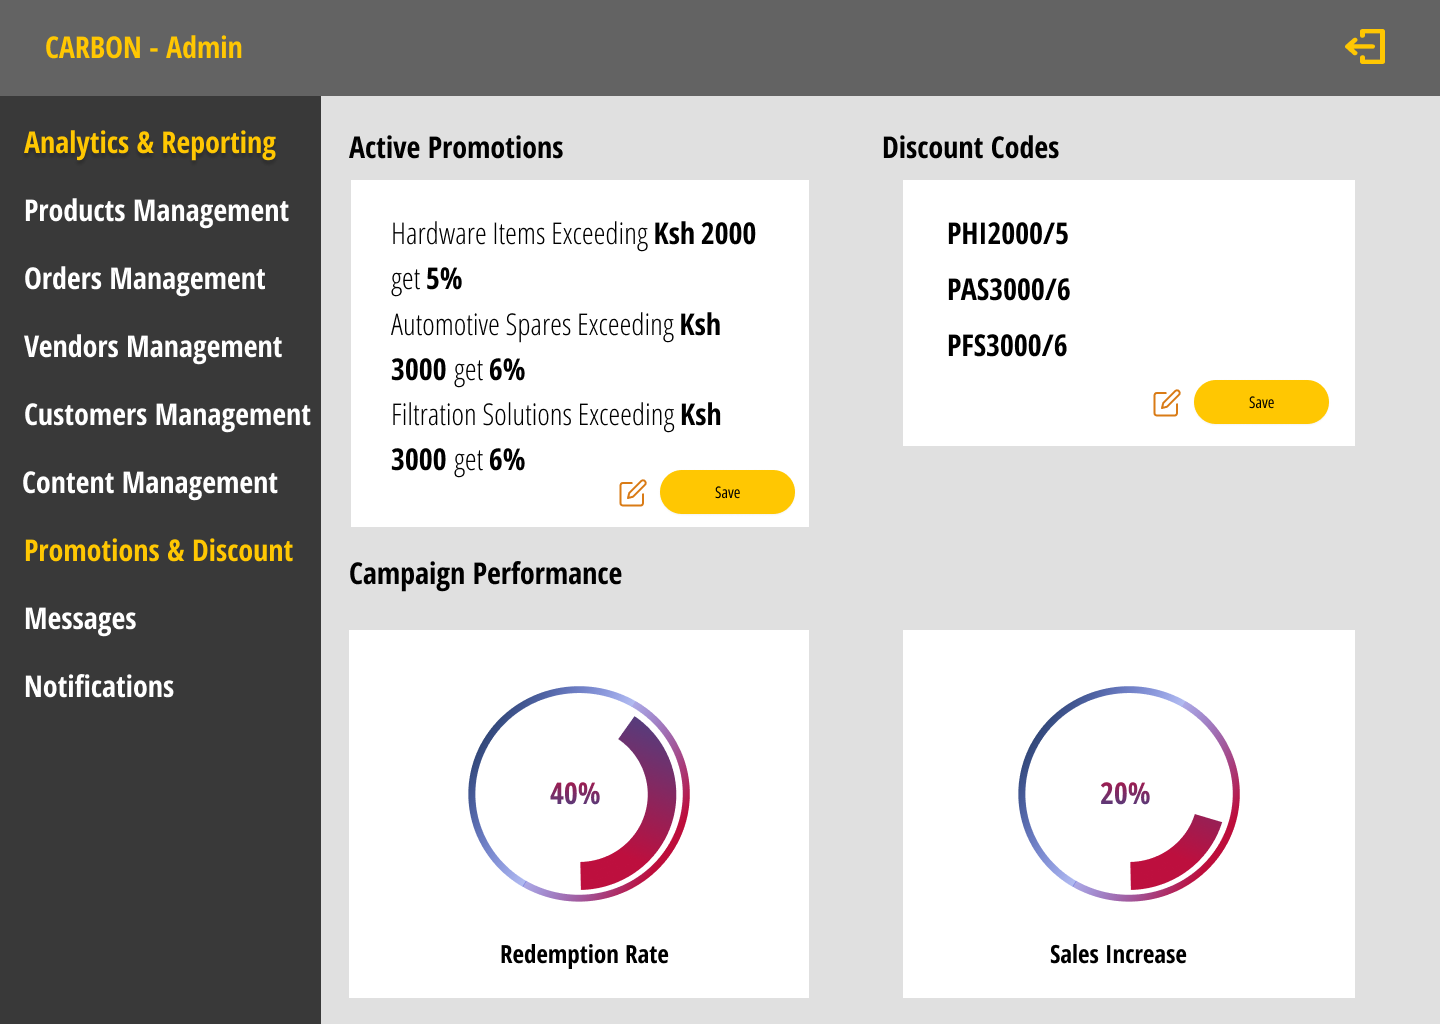 CARBON - Admin
Analytics & Reporting
Products Management
Orders Management
Vendors Management
Customers Management
Content Management
Promotions & Discount
Messages
Notifications
Active Promotions
Hardware Items Exceeding Ksh 2000
get 5%
Automotive Spares Exceeding Ksh
3000 get 6%
Filtration Solutions Exceeding Ksh
3000 get 6%
Save
Discount Codes
PHI2000/5
PAS3000/6
PFS3000/6
Save
Campaign Performance
40%
Redemption Rate
20%
Sales Increase